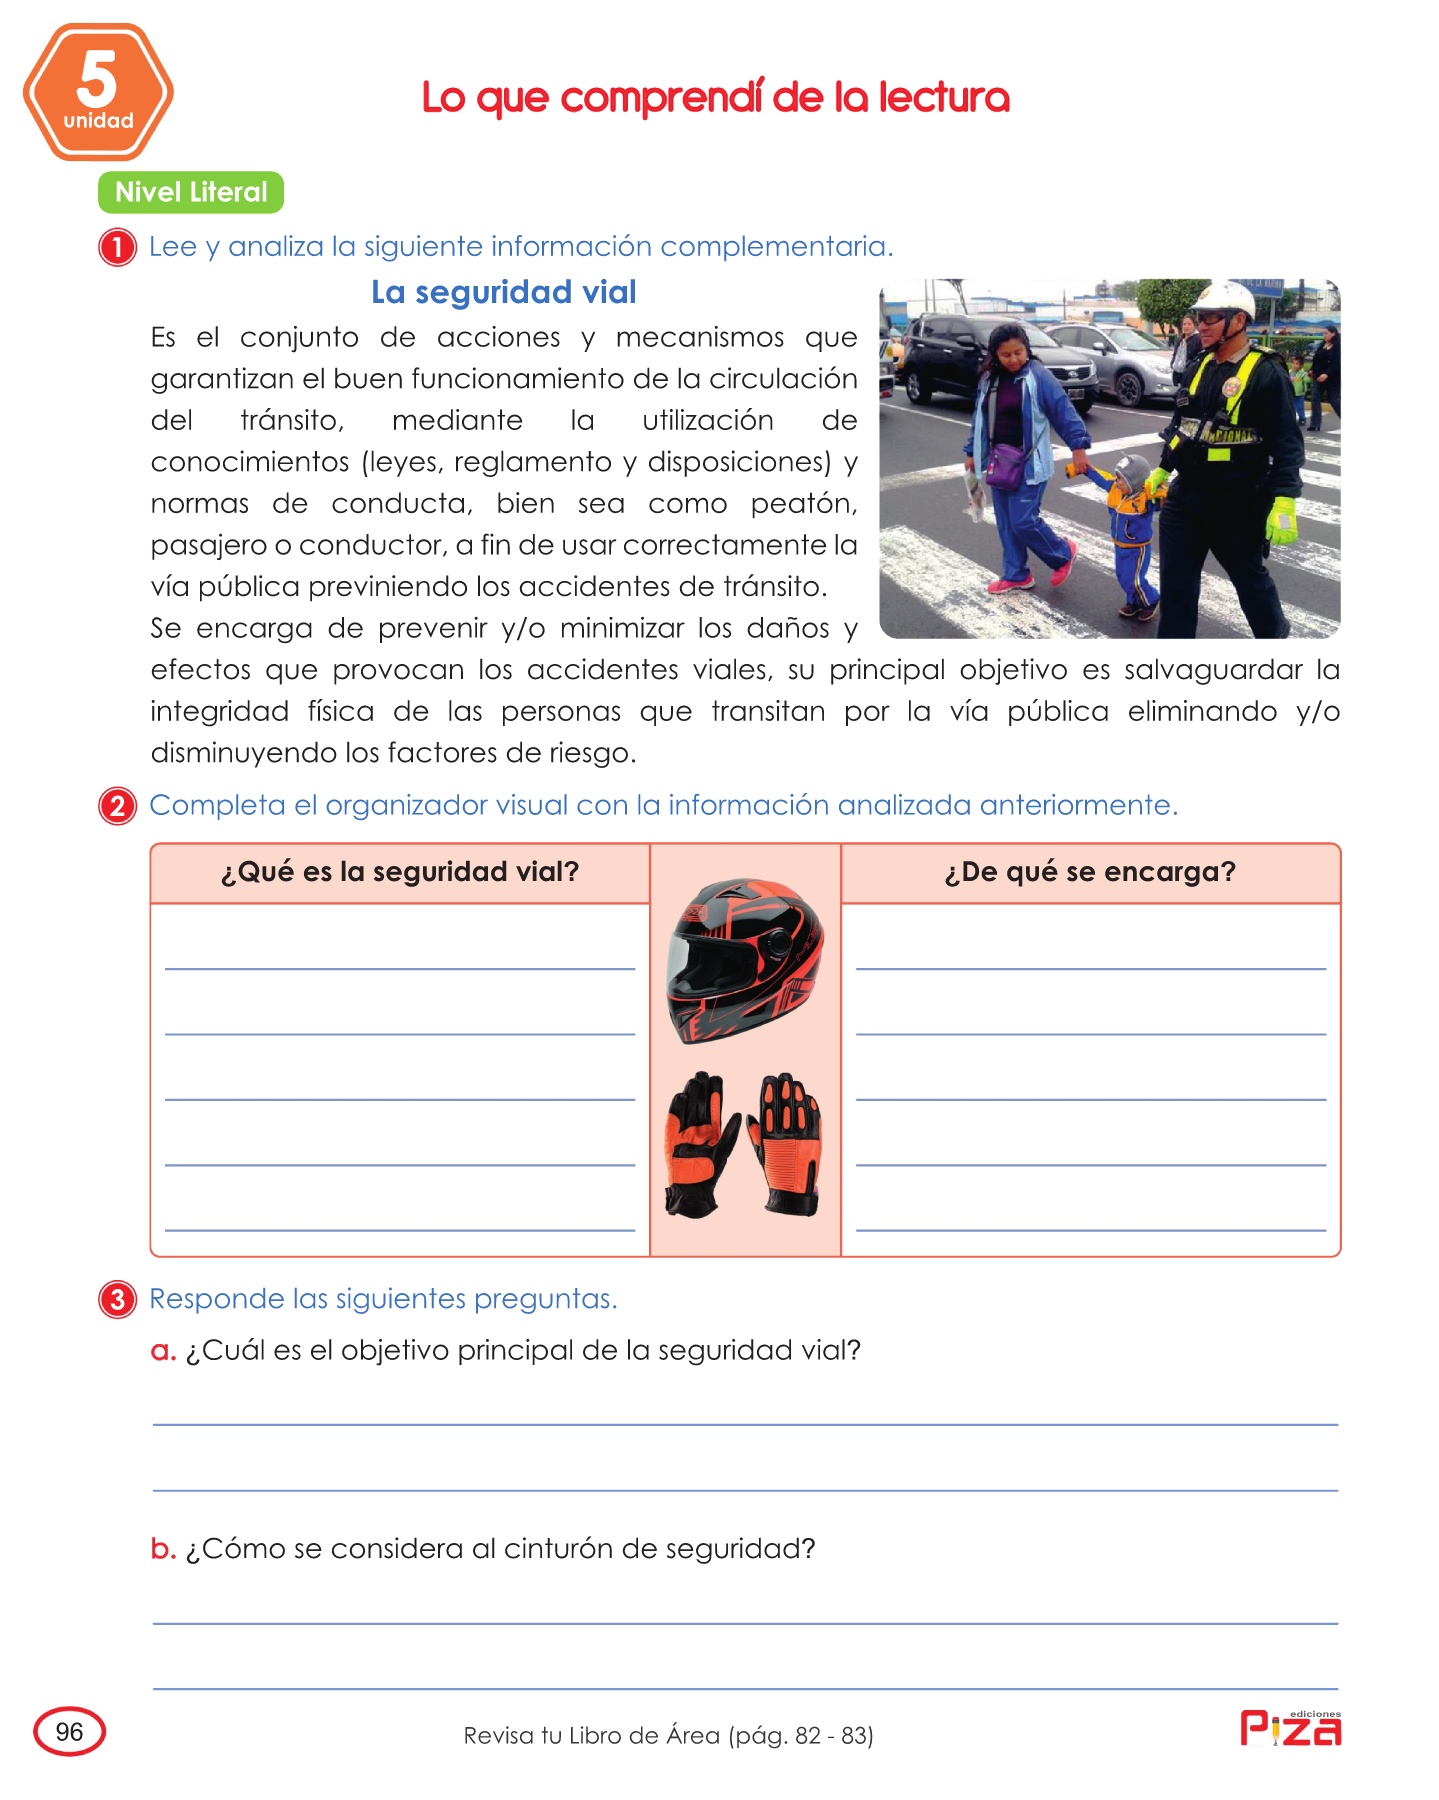 5
unidad
Lo que comprendí de la lectura
Nivel Literal
1 Lee y analiza la siguiente información complementaria.
La seguridad vial
Es el conjunto de acciones y mecanismos que
garantizan el buen funcionamiento de la circulación
del tránsito, mediante la utilización de
conocimientos (leyes, reglamento y disposiciones) y
normas de conducta, bien sea como peatón,
pasajero o conductor, a fin de usar correctamente la
vía pública previniendo los accidentes de tránsito.
Se encarga de prevenir y/o minimizar los daños y
efectos que provocan los accidentes viales, su principal objetivo es salvaguardar la
integridad física de las personas que transitan por la vía pública eliminando y/o
disminuyendo los factores de riesgo.
2 Completa el organizador visual con la información analizada anteriormente.
¿Qué es la seguridad vial?
¿De qué se encarga?
3 Responde las siguientes preguntas.
a. ¿Cuál es el objetivo principal de la seguridad vial?
b. ¿Cómo se considera al cinturón de seguridad?
96
Revisa tu Libro de Área (pág. 82 - 83)
ediciones
Piza